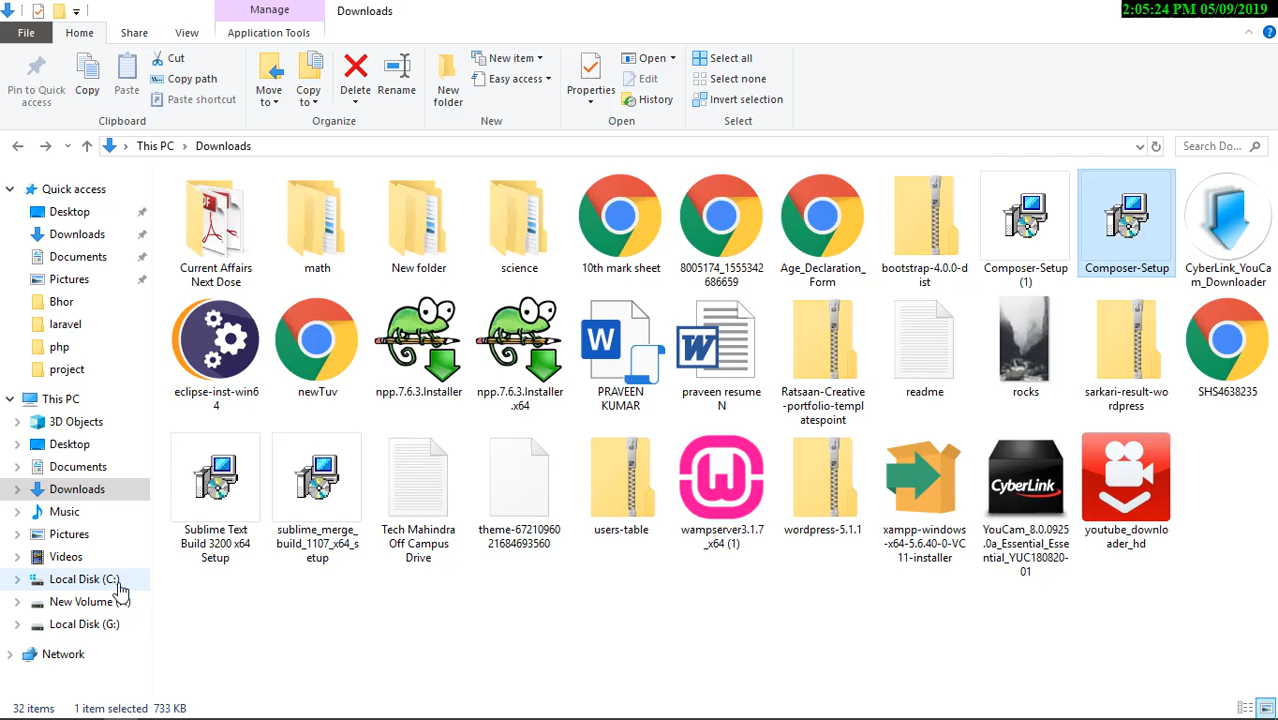 Manage
Downloads
2:05:24 PM 05/09/2019
File
Home
Share
View
Application Tools
Pin to Quick
access
Copy
Paste
Cut
Copy path
Paste shortcut
Move
to
Copy
to
Delete
Rename
New
folder
New item
Easy access
Properties
Open
Edit
History
Select all
Select none
Invert selection
Clipboard
Organize
New
Open
Select
This PC
Downloads
Search Do...
Quick access
Desktop
Downloads
Documents
Pictures
Bhor
laravel
php
project
This PC
3D Objects
Desktop
Documents
Downloads
Music
Pictures
Videos
Local Disk (C:)
New Volume
Local Disk (G:)
Network
Current Affairs
Next Dose
math
New folder
science
10th mark sheet
8005174_1555342
686659
Age_Declaration_
Form
bootstrap-4.0.0-d
ist
Composer-Setup
(1)
Composer-Setup
CyberLink_YouCa
m_Downloader
eclipse-inst-win6
4
newTuv
npp.7.6.3.Installer
npp.7.6.3.Installer
.x64
W
PRAVEEN
KUMAR
W
praveen resume
N
Ratsaan-Creative
-portfolio-templ
atespoint
readme
rocks
sarkari-result-wo
rdpress
SHS4638235
Sublime Text
Build 3200 x64
Setup
sublime_merge_
build_1107_x64_s
etup
Tech Mahindra
Off Campus
Drive
theme-67210960
21684693560
users-table
wampserver3.1.7
_x64 (1)
wordpress-5.1.1
xampp-windows
-x64-5.6.40-0-VC
11-installer
CyberLink
YouCam_8.0.0925
.0a_Essential_Esse
ntial_YUC180820-
01
youtube_downlo
ader_hd
32 items
1 item selected 733 KB